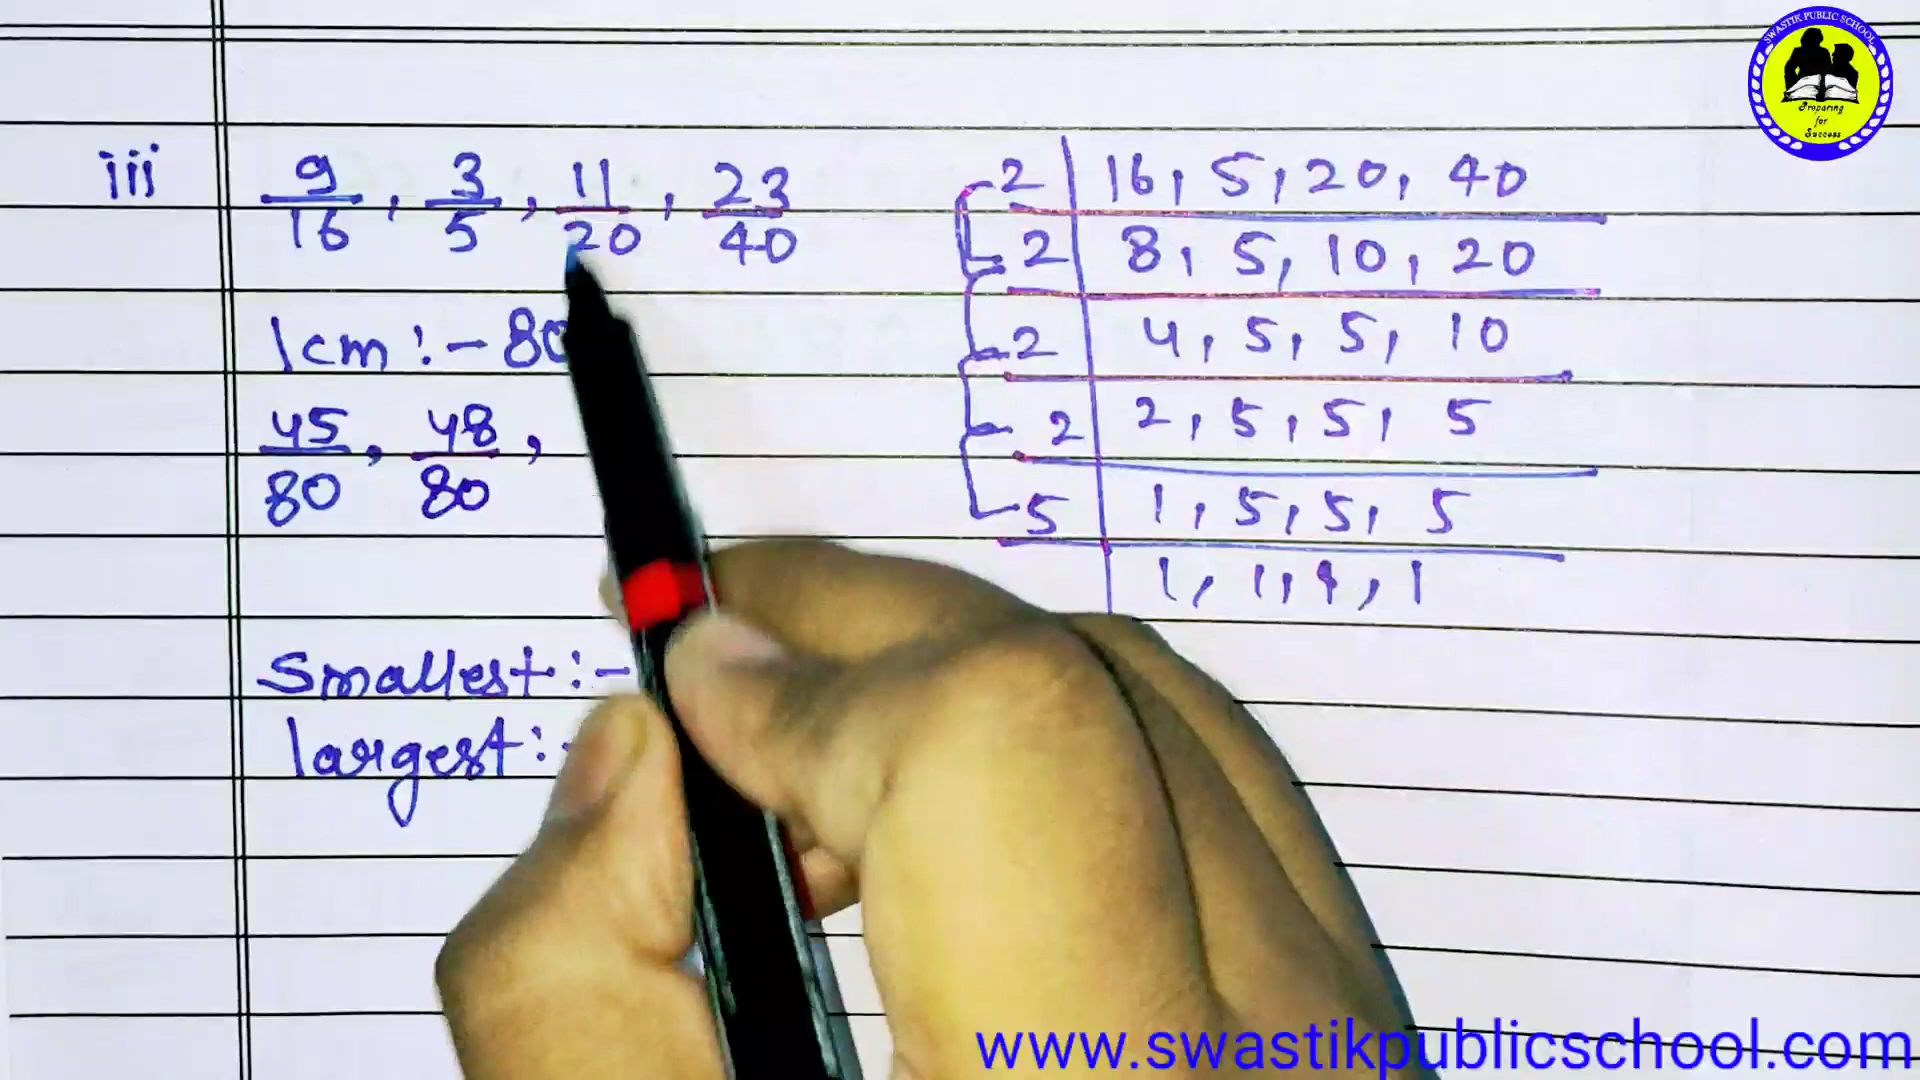 SWASTIK PUBLIC SCHOOL
Preparing
for
Success
iii
9/16, 3/5, 11/20, 23/40
lcm :- 80
45/80, 48/80,
Smallest :-
largest :-
2 | 16, 5, 20, 40
2 | 8, 5, 10, 20
2 | 4, 5, 5, 10
2 | 2, 5, 5, 5
5 | 1, 5, 5, 5
1, 1, 1, 1
www.swastikpublicschool.com